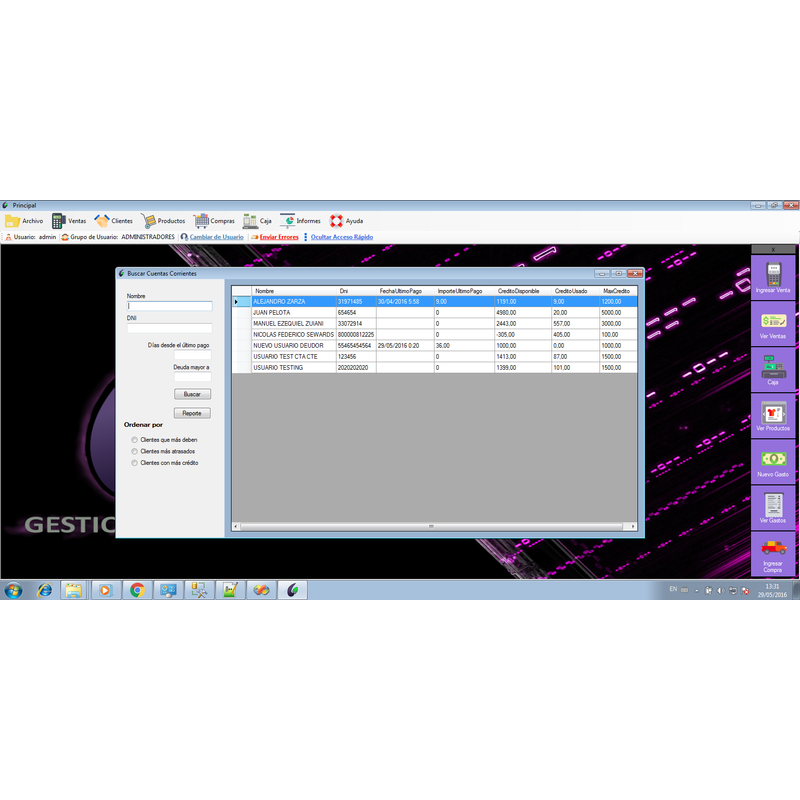 Principal
Archivo Ventas Clientes Productos Compras Caja Informes Ayuda
Usuario: admin Grupo de Usuario: ADMINISTRADORES Cambiar de Usuario Enviar Errores Ocultar Acceso Rápido
X
Ingresar Venta
Ver Ventas
Caja
Ver Productos
Nuevo Gasto
Ver Gastos
Ingresar
Compra
Buscar Cuentas Corrientes
Nombre
DNI
Días desde el último pago
Deuda mayor a
Buscar
Reporte
Ordenar por
Clientes que más deben
Clientes más atrasados
Clientes con más crédito
Nombre Dni FechaUltimoPago ImporteUltimoPago CreditoDisponible CreditoUsado MaxCredito
ALEJANDRO ZARZA 31971485 30/04/2016 5:58 9,00 1191,00 9,00 1200,00
JUAN PELOTA 654654 0 4980,00 20,00 5000,00
MANUEL EZEQUIEL ZUIANI 33072914 0 2443,00 557,00 3000,00
NICOLAS FEDERICO SEWARDS 800000812225 0 -305,00 405,00 100,00
NUEVO USUARIO DEUDOR 55465454564 29/05/2016 0:20 36,00 1000,00 0,00 1000,00
USUARIO TEST CTA CTE 123456 0 1413,00 87,00 1500,00
USUARIO TESTING 2020202020 0 1399,00 101,00 1500,00
GESTIC
EN
13:31
29/05/2016